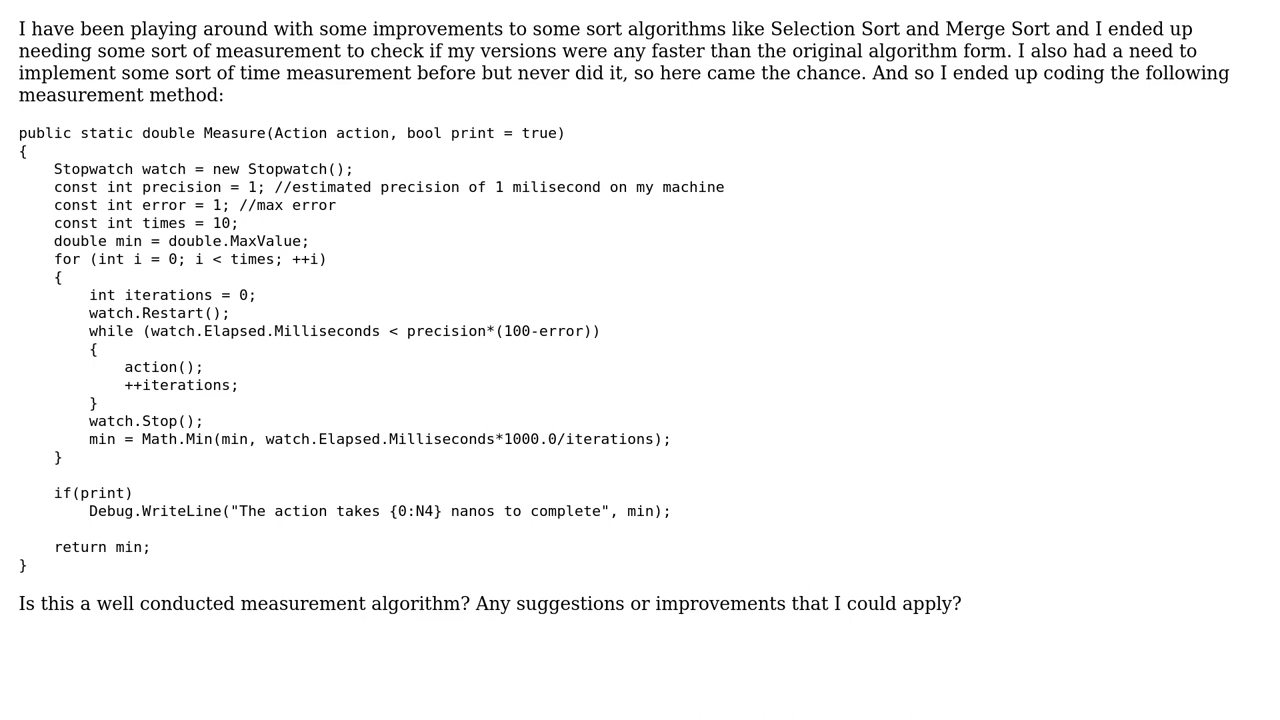 I have been playing around with some improvements to some sort algorithms like Selection Sort and Merge Sort and I ended up
needing some sort of measurement to check if my versions were any faster than the original algorithm form. I also had a need to
implement some sort of time measurement before but never did it, so here came the chance. And so I ended up coding the following
measurement method:
public static double Measure(Action action, bool print = true)
{
    Stopwatch watch = new Stopwatch();
    const int precision = 1; //estimated precision of 1 milisecond on my machine
    const int error = 1; //max error
    const int times = 10;
    double min = double.MaxValue;
    for (int i = 0; i < times; ++i)
    {
        int iterations = 0;
        watch.Restart();
        while (watch.Elapsed.Milliseconds < precision*(100-error))
        {
            action();
            ++iterations;
        }
        watch.Stop();
        min = Math.Min(min, watch.Elapsed.Milliseconds*1000.0/iterations);
    }

    if(print)
        Debug.WriteLine("The action takes {0:N4} nanos to complete", min);

    return min;
}
Is this a well conducted measurement algorithm? Any suggestions or improvements that I could apply?